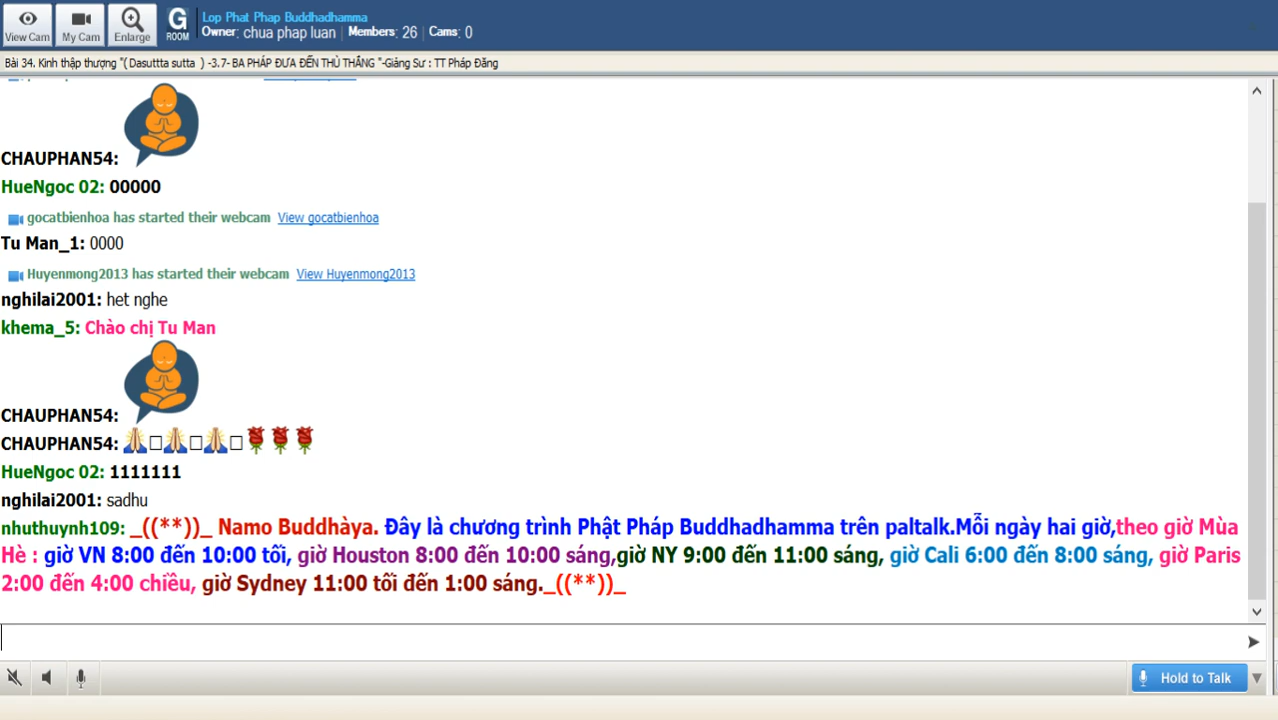 View Cam
My Cam
Enlarge
G
ROOM
Lop Phat Phap Buddhadhamma
Owner: chua phap luan | Members: 26 | Cams: 0
Bài 34. Kinh thập thượng "( Dasuttta sutta ) -3.7- BA PHÁP ĐƯA ĐẾN THÙ THẮNG "-Giảng Sư : TT Pháp Đăng
CHAUPHAN54:
HueNgoc 02: 00000
gocatbienhoa has started their webcam View gocatbienhoa
Tu Man_1: 0000
Huyenmong2013 has started their webcam View Huyenmong2013
nghilai2001: het nghe
khema_5: Chào chị Tu Man
CHAUPHAN54:
CHAUPHAN54: 🙏□🙏□🙏□🌹🌹🌹
HueNgoc 02: 1111111
nghilai2001: sadhu
nhuthuynh109: _((**))_ Namo Buddhàya. Đây là chương trình Phật Pháp Buddhadhamma trên paltalk.Mỗi ngày hai giờ,theo giờ Mùa
Hè : giờ VN 8:00 đến 10:00 tối, giờ Houston 8:00 đến 10:00 sáng,giờ NY 9:00 đến 11:00 sáng, giờ Cali 6:00 đến 8:00 sáng, giờ Paris
2:00 đến 4:00 chiều, giờ Sydney 11:00 tối đến 1:00 sáng._((**))_
Hold to Talk